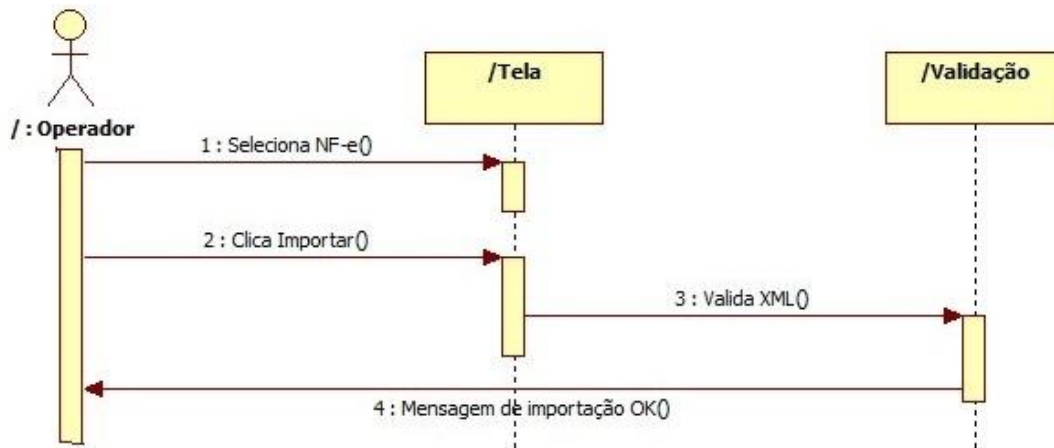 /Tela
/Validação
/ : Operador
1 : Seleciona NF-e()
2 : Clica Importar()
3 : Valida XML()
4 : Mensagem de importação OK()